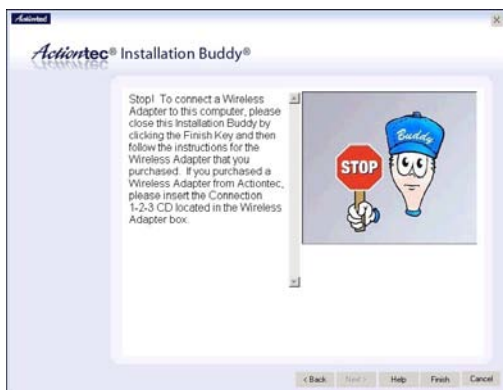 Actiontec
Actiontec® Installation Buddy®
Stop! To connect a Wireless
Adapter to this computer, please
close this Installation Buddy by
clicking the Finish Key and then
follow the instructions for the
Wireless Adapter that you
purchased. If you purchased a
Wireless Adapter from Actiontec,
please insert the Connection
1-2-3 CD located in the Wireless
Adapter box.
Buddy
STOP
< Back
Next >
Help
Finish
Cancel